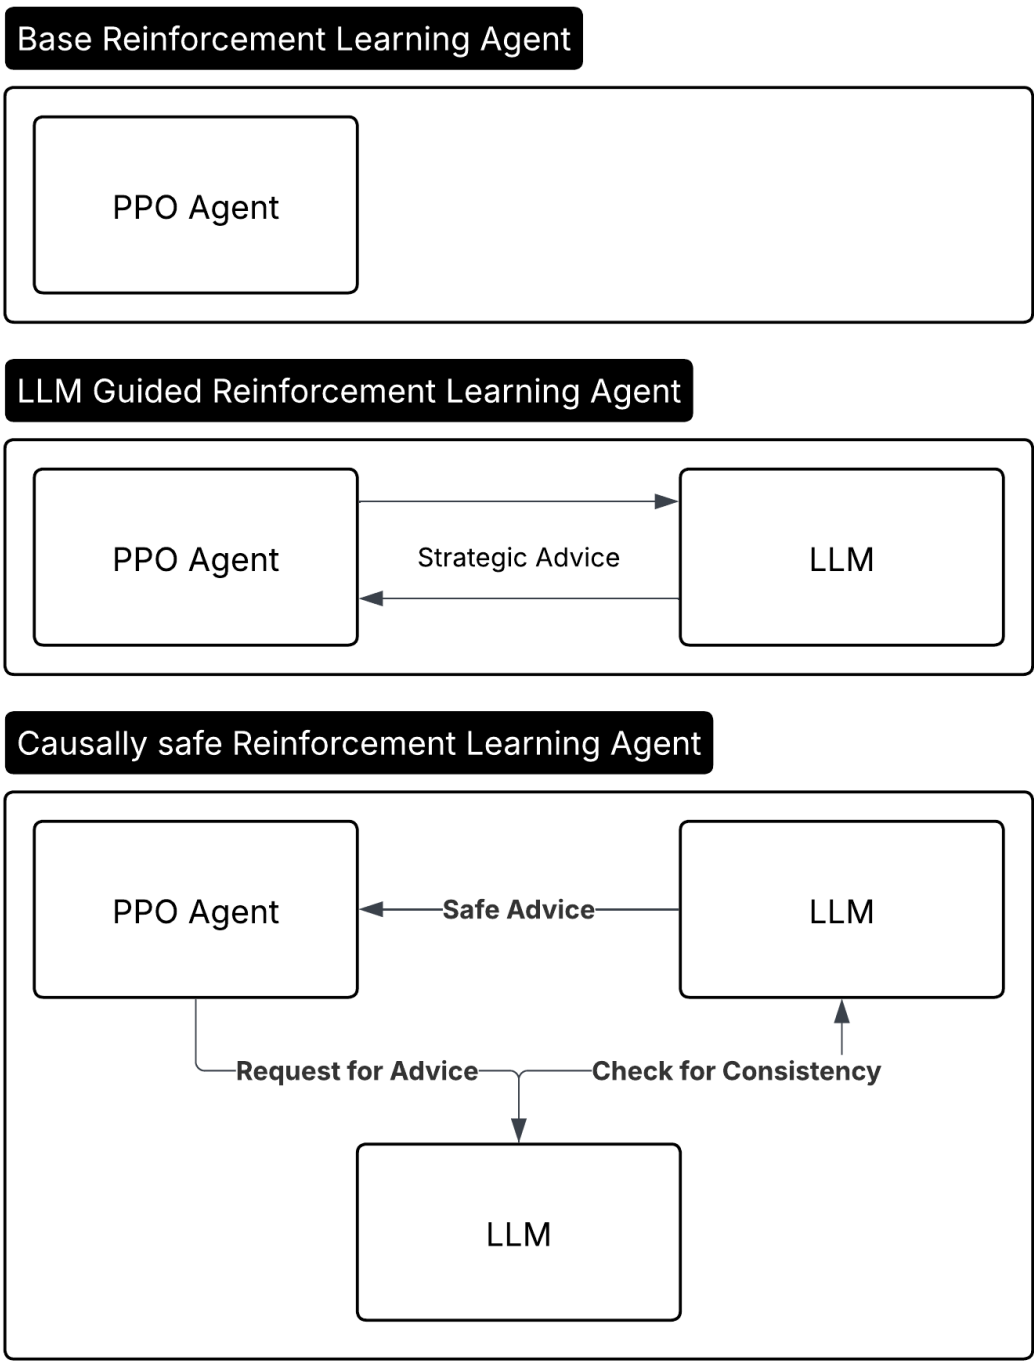 Base Reinforcement Learning Agent
PPO Agent
LLM Guided Reinforcement Learning Agent
PPO Agent
Strategic Advice
LLM
Causally safe Reinforcement Learning Agent
PPO Agent
Safe Advice
LLM
Request for Advice
Check for Consistency
LLM